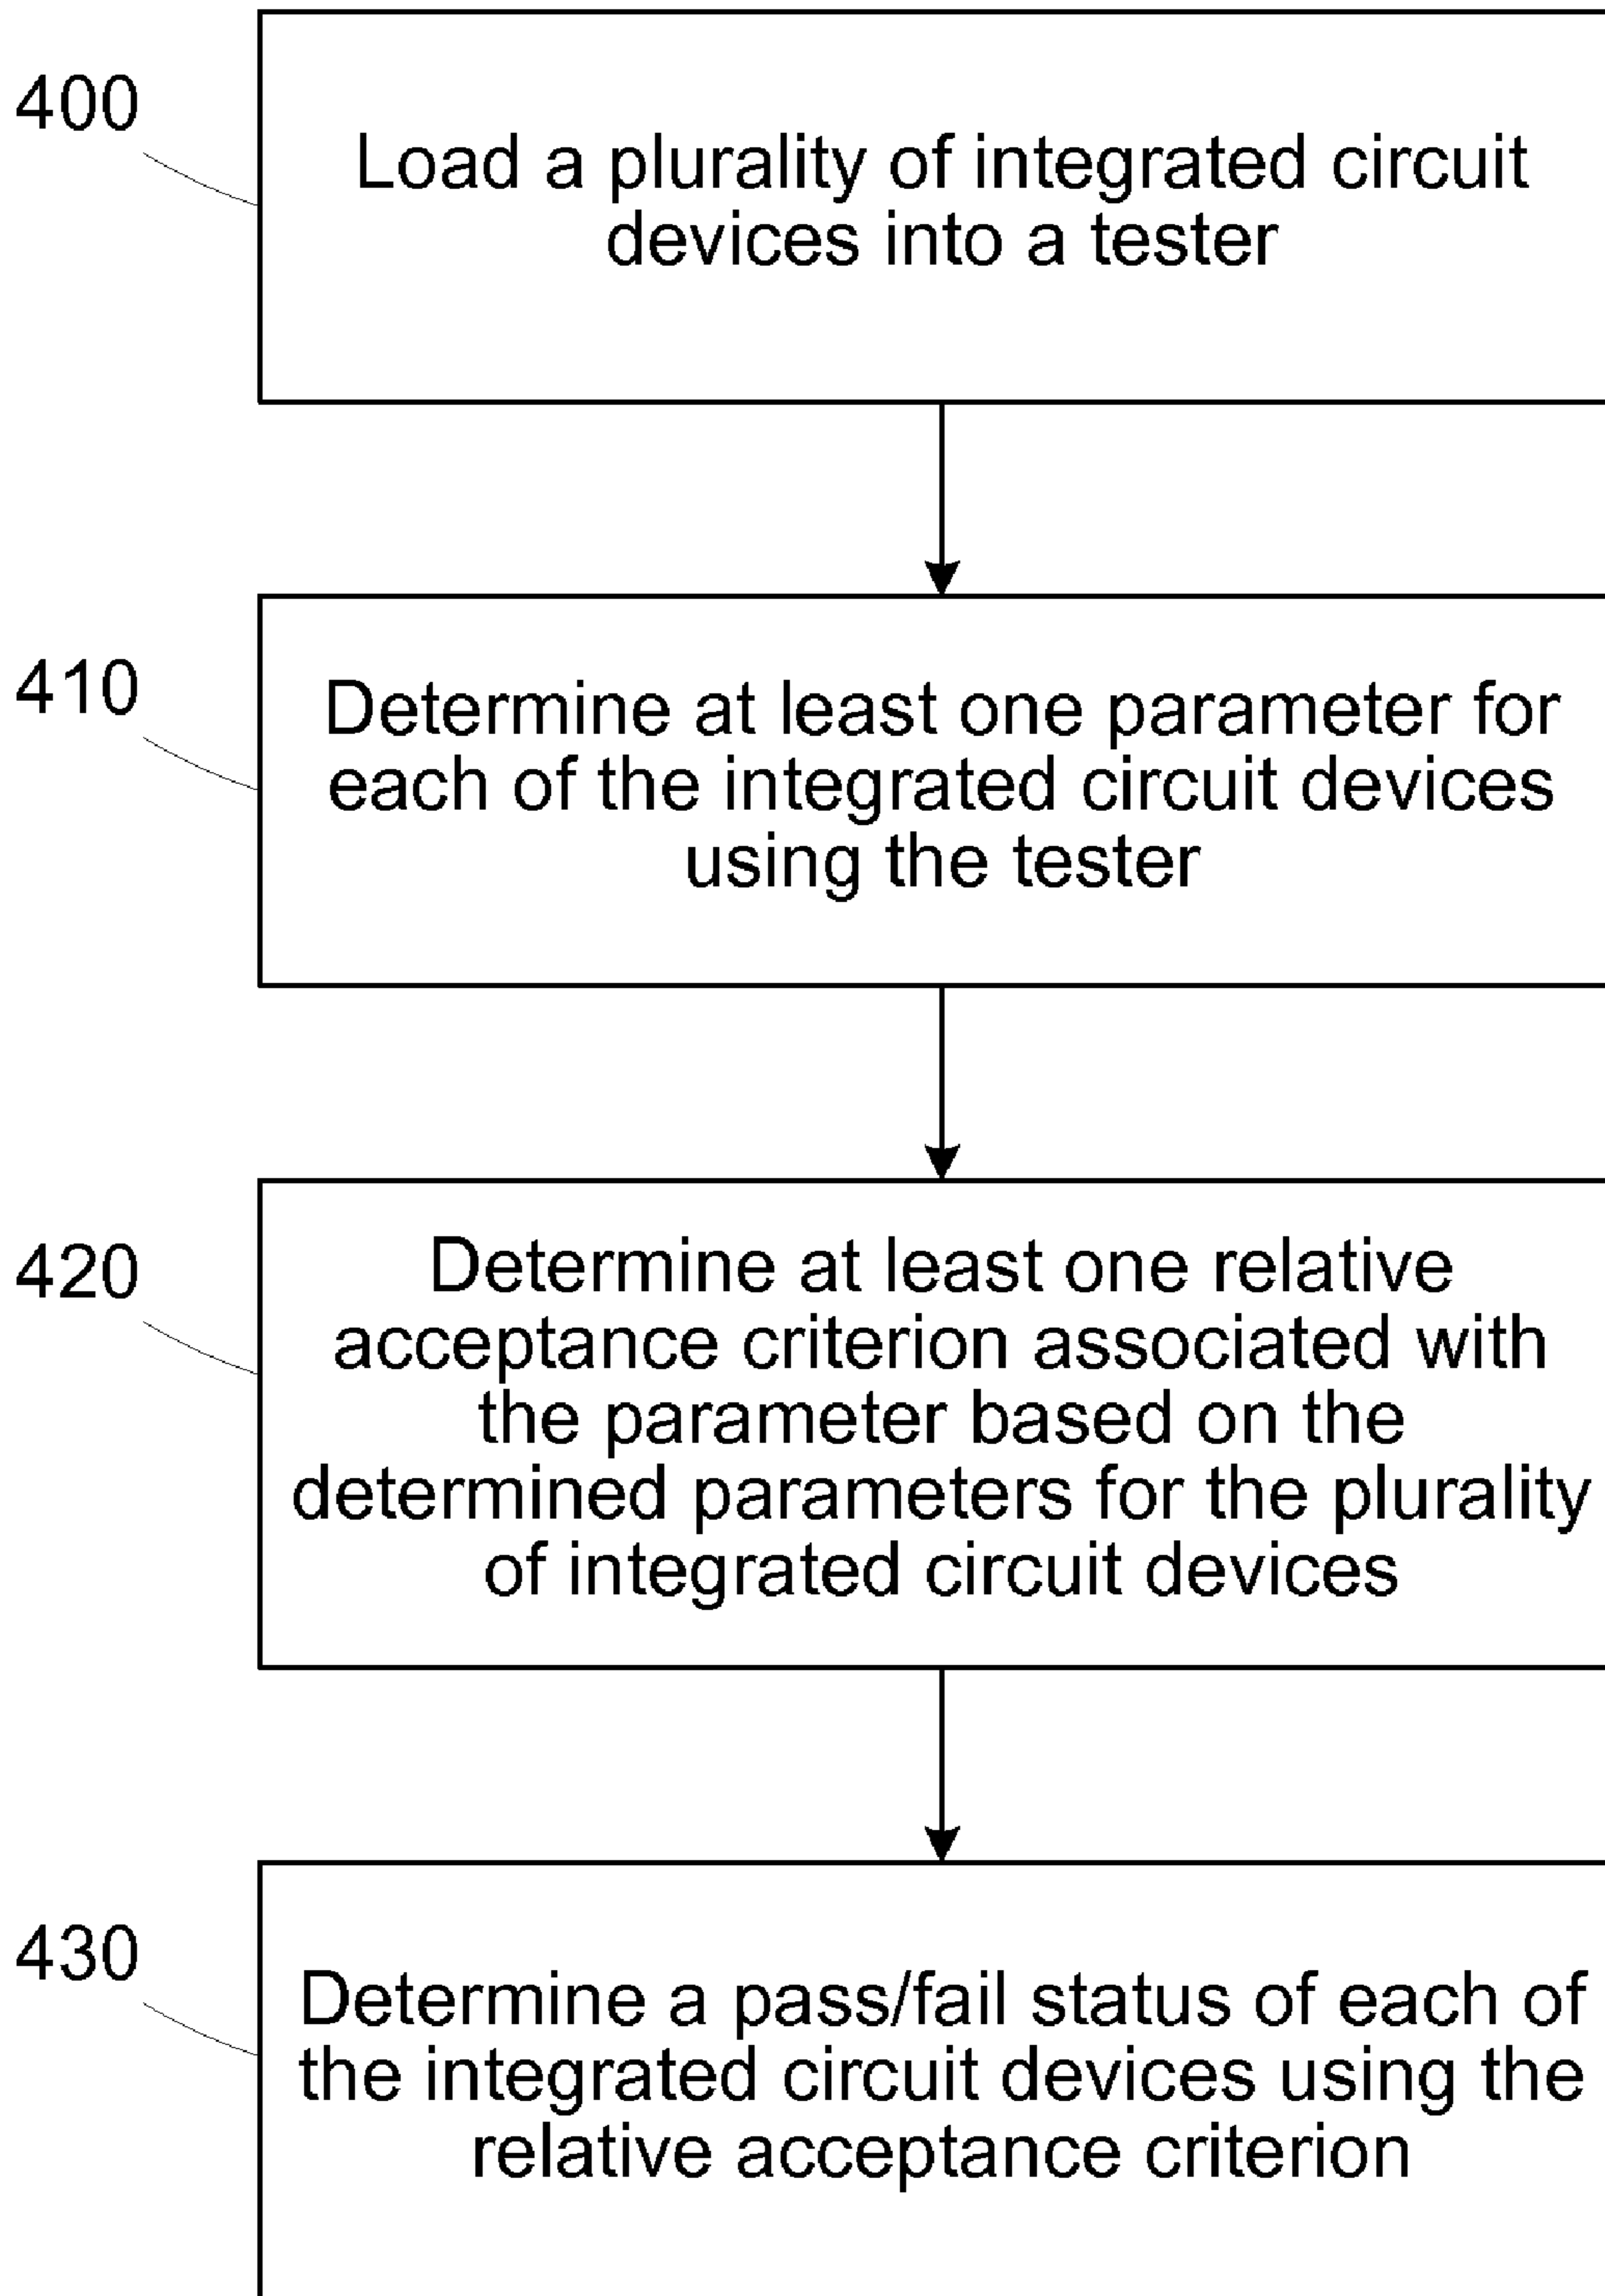 400
Load a plurality of integrated circuit
devices into a tester
410
Determine at least one parameter for
each of the integrated circuit devices
using the tester
420
Determine at least one relative
acceptance criterion associated with
the parameter based on the
determined parameters for the plurality
of integrated circuit devices
430
Determine a pass/fail status of each of
the integrated circuit devices using the
relative acceptance criterion